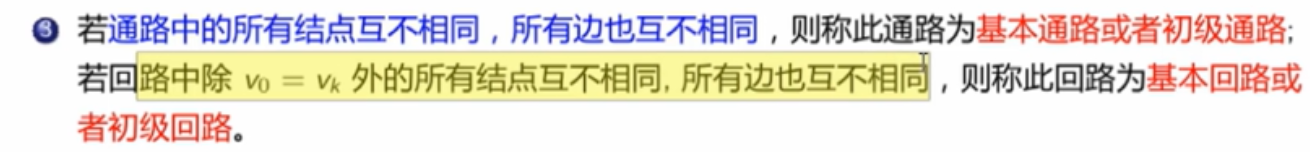 3 若通路中的所有结点互不相同，所有边也互不相同，则称此通路为基本通路或者初级通路;
若回路中除 v₀ = vₖ 外的所有结点互不相同, 所有边也互不相同，则称此回路为基本回路或
者初级回路。